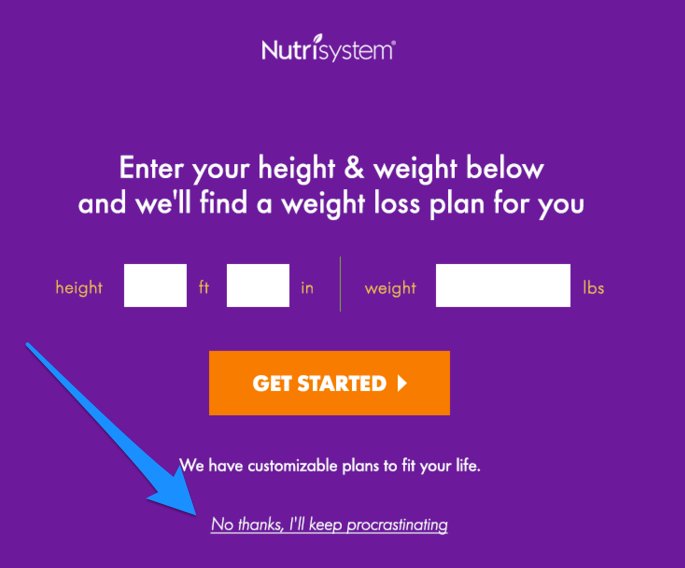 Nutrisystem®
Enter your height & weight below
and we'll find a weight loss plan for you
height ft in weight lbs
GET STARTED
We have customizable plans to fit your life.
No thanks, I'll keep procrastinating